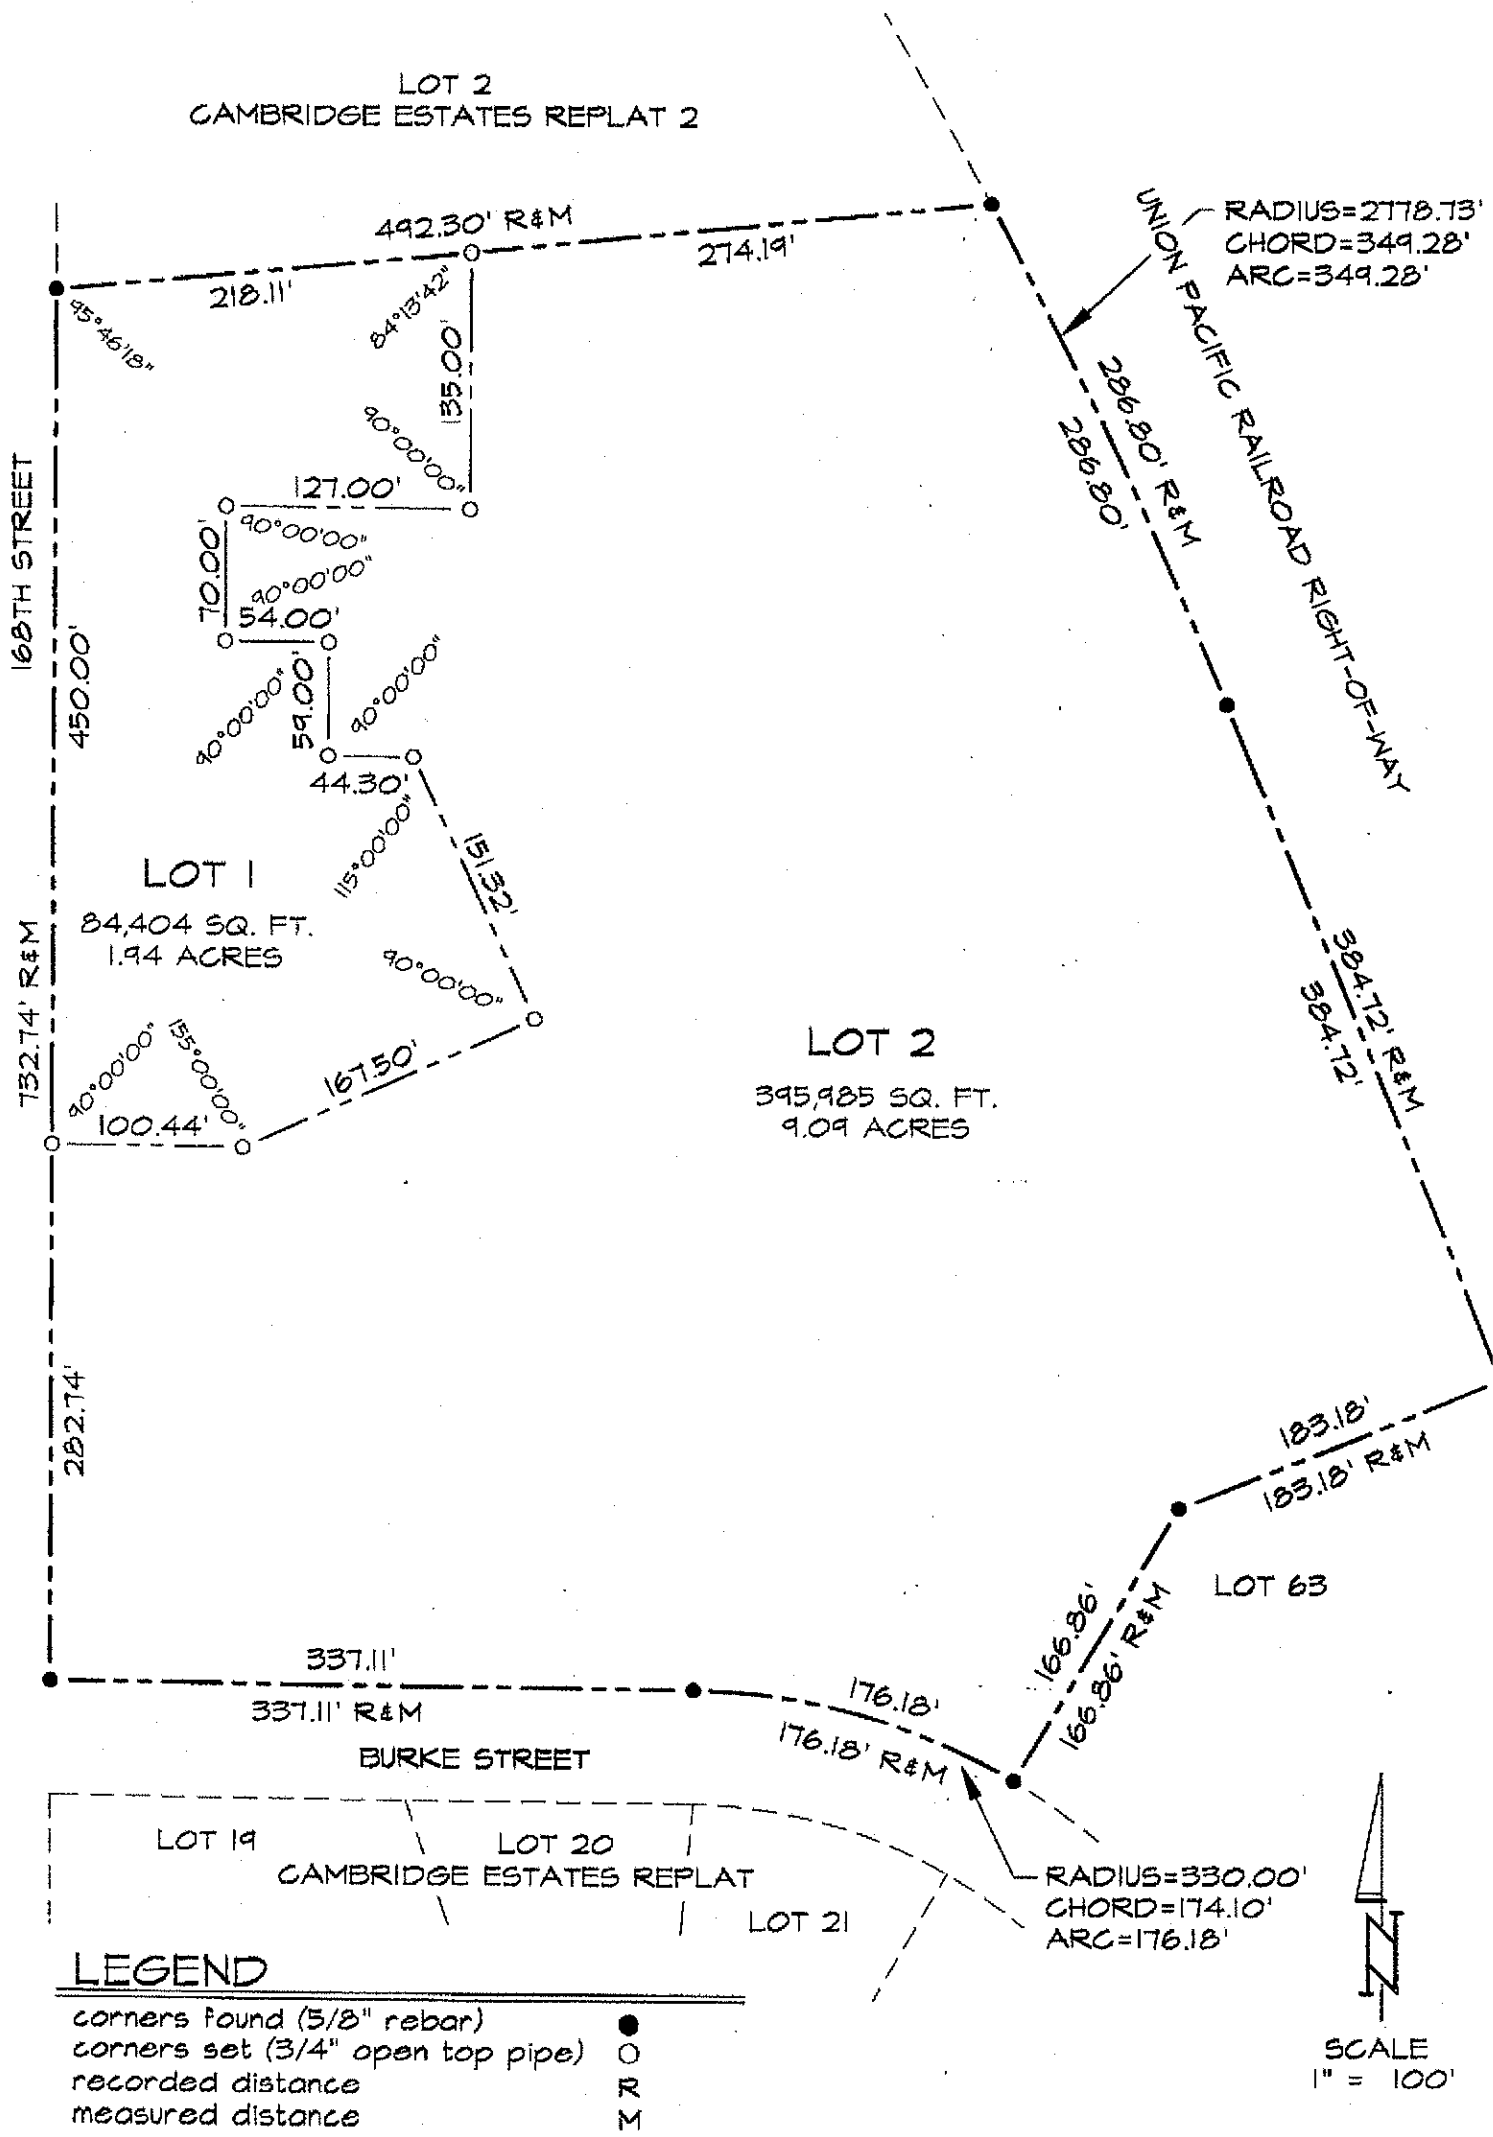 LOT 2
CAMBRIDGE ESTATES REPLAT 2
492.30' R&M
218.11'
274.19'
95°46'18"
84°13'42"
135.00'
90°00'00"
127.00'
90°00'00"
70.00'
90°00'00"
54.00'
90°00'00"
59.00'
90°00'00"
44.30'
115°00'00"
151.32'
90°00'00"
167.50'
155°00'00"
90°00'00"
100.44'
168TH STREET
450.00'
732.74' R&M
282.74'
LOT 1
84,404 SQ. FT.
1.94 ACRES
LOT 2
395,985 SQ. FT.
9.09 ACRES
UNION PACIFIC RAILROAD RIGHT-OF-WAY
RADIUS=2778.73'
CHORD=349.28'
ARC=349.28'
286.80' R&M
286.80'
384.72' R&M
384.72'
183.18'
183.18' R&M
LOT 63
166.86'
166.86' R&M
337.11'
337.11' R&M
176.18'
176.18' R&M
BURKE STREET
LOT 19
LOT 20
CAMBRIDGE ESTATES REPLAT
LOT 21
RADIUS=330.00'
CHORD=174.10'
ARC=176.18'
N
SCALE
1" = 100'
LEGEND
corners found (5/8" rebar)
corners set (3/4" open top pipe)
recorded distance R
measured distance M